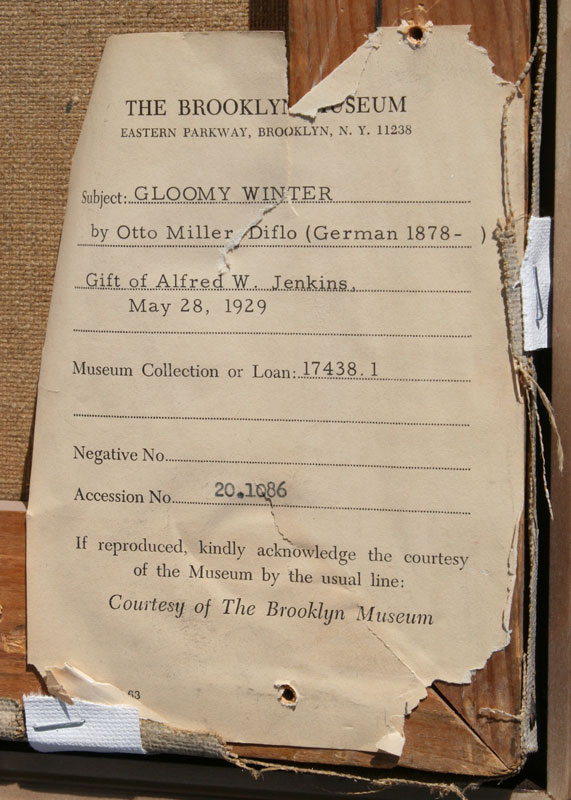 THE BROOKLYN MUSEUM
EASTERN PARKWAY, BROOKLYN, N. Y. 11238
Subject: GLOOMY WINTER
by Otto Miller Diflo (German 1878- )
Gift of Alfred W. Jenkins,
May 28, 1929
Museum Collection or Loan: 17438.1
Negative No.
Accession No. 20.1086
If reproduced, kindly acknowledge the courtesy
of the Museum by the usual line:
Courtesy of The Brooklyn Museum
63